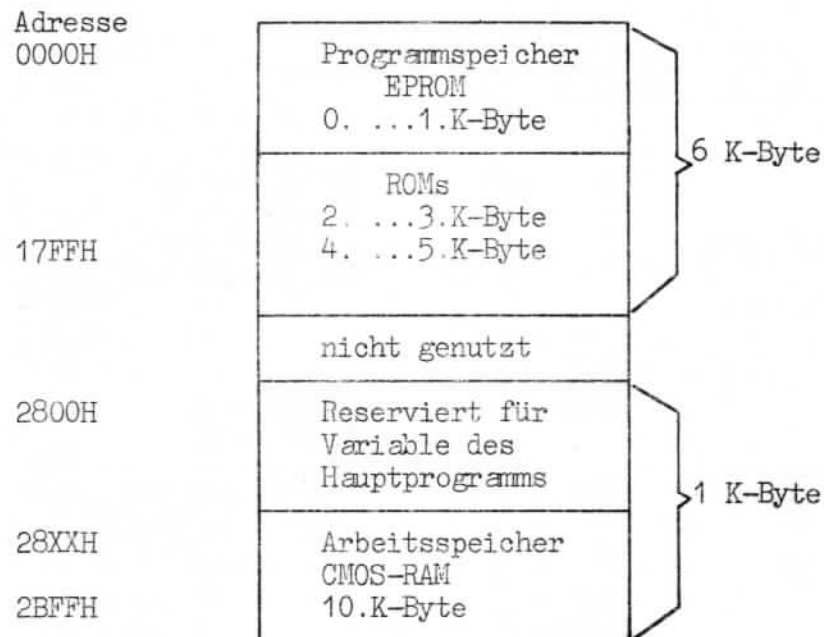 Adresse
0000H
Programmspeicher
EPROM
0. ...1.K-Byte
6 K-Byte
ROMs
2. ...3.K-Byte
17FFH
4. ...5.K-Byte
nicht genutzt
2800H
Reserviert für
Variable des
Hauptprogramms
1 K-Byte
28XXH
Arbeitsspeicher
CMOS-RAM
2BFFH
10.K-Byte